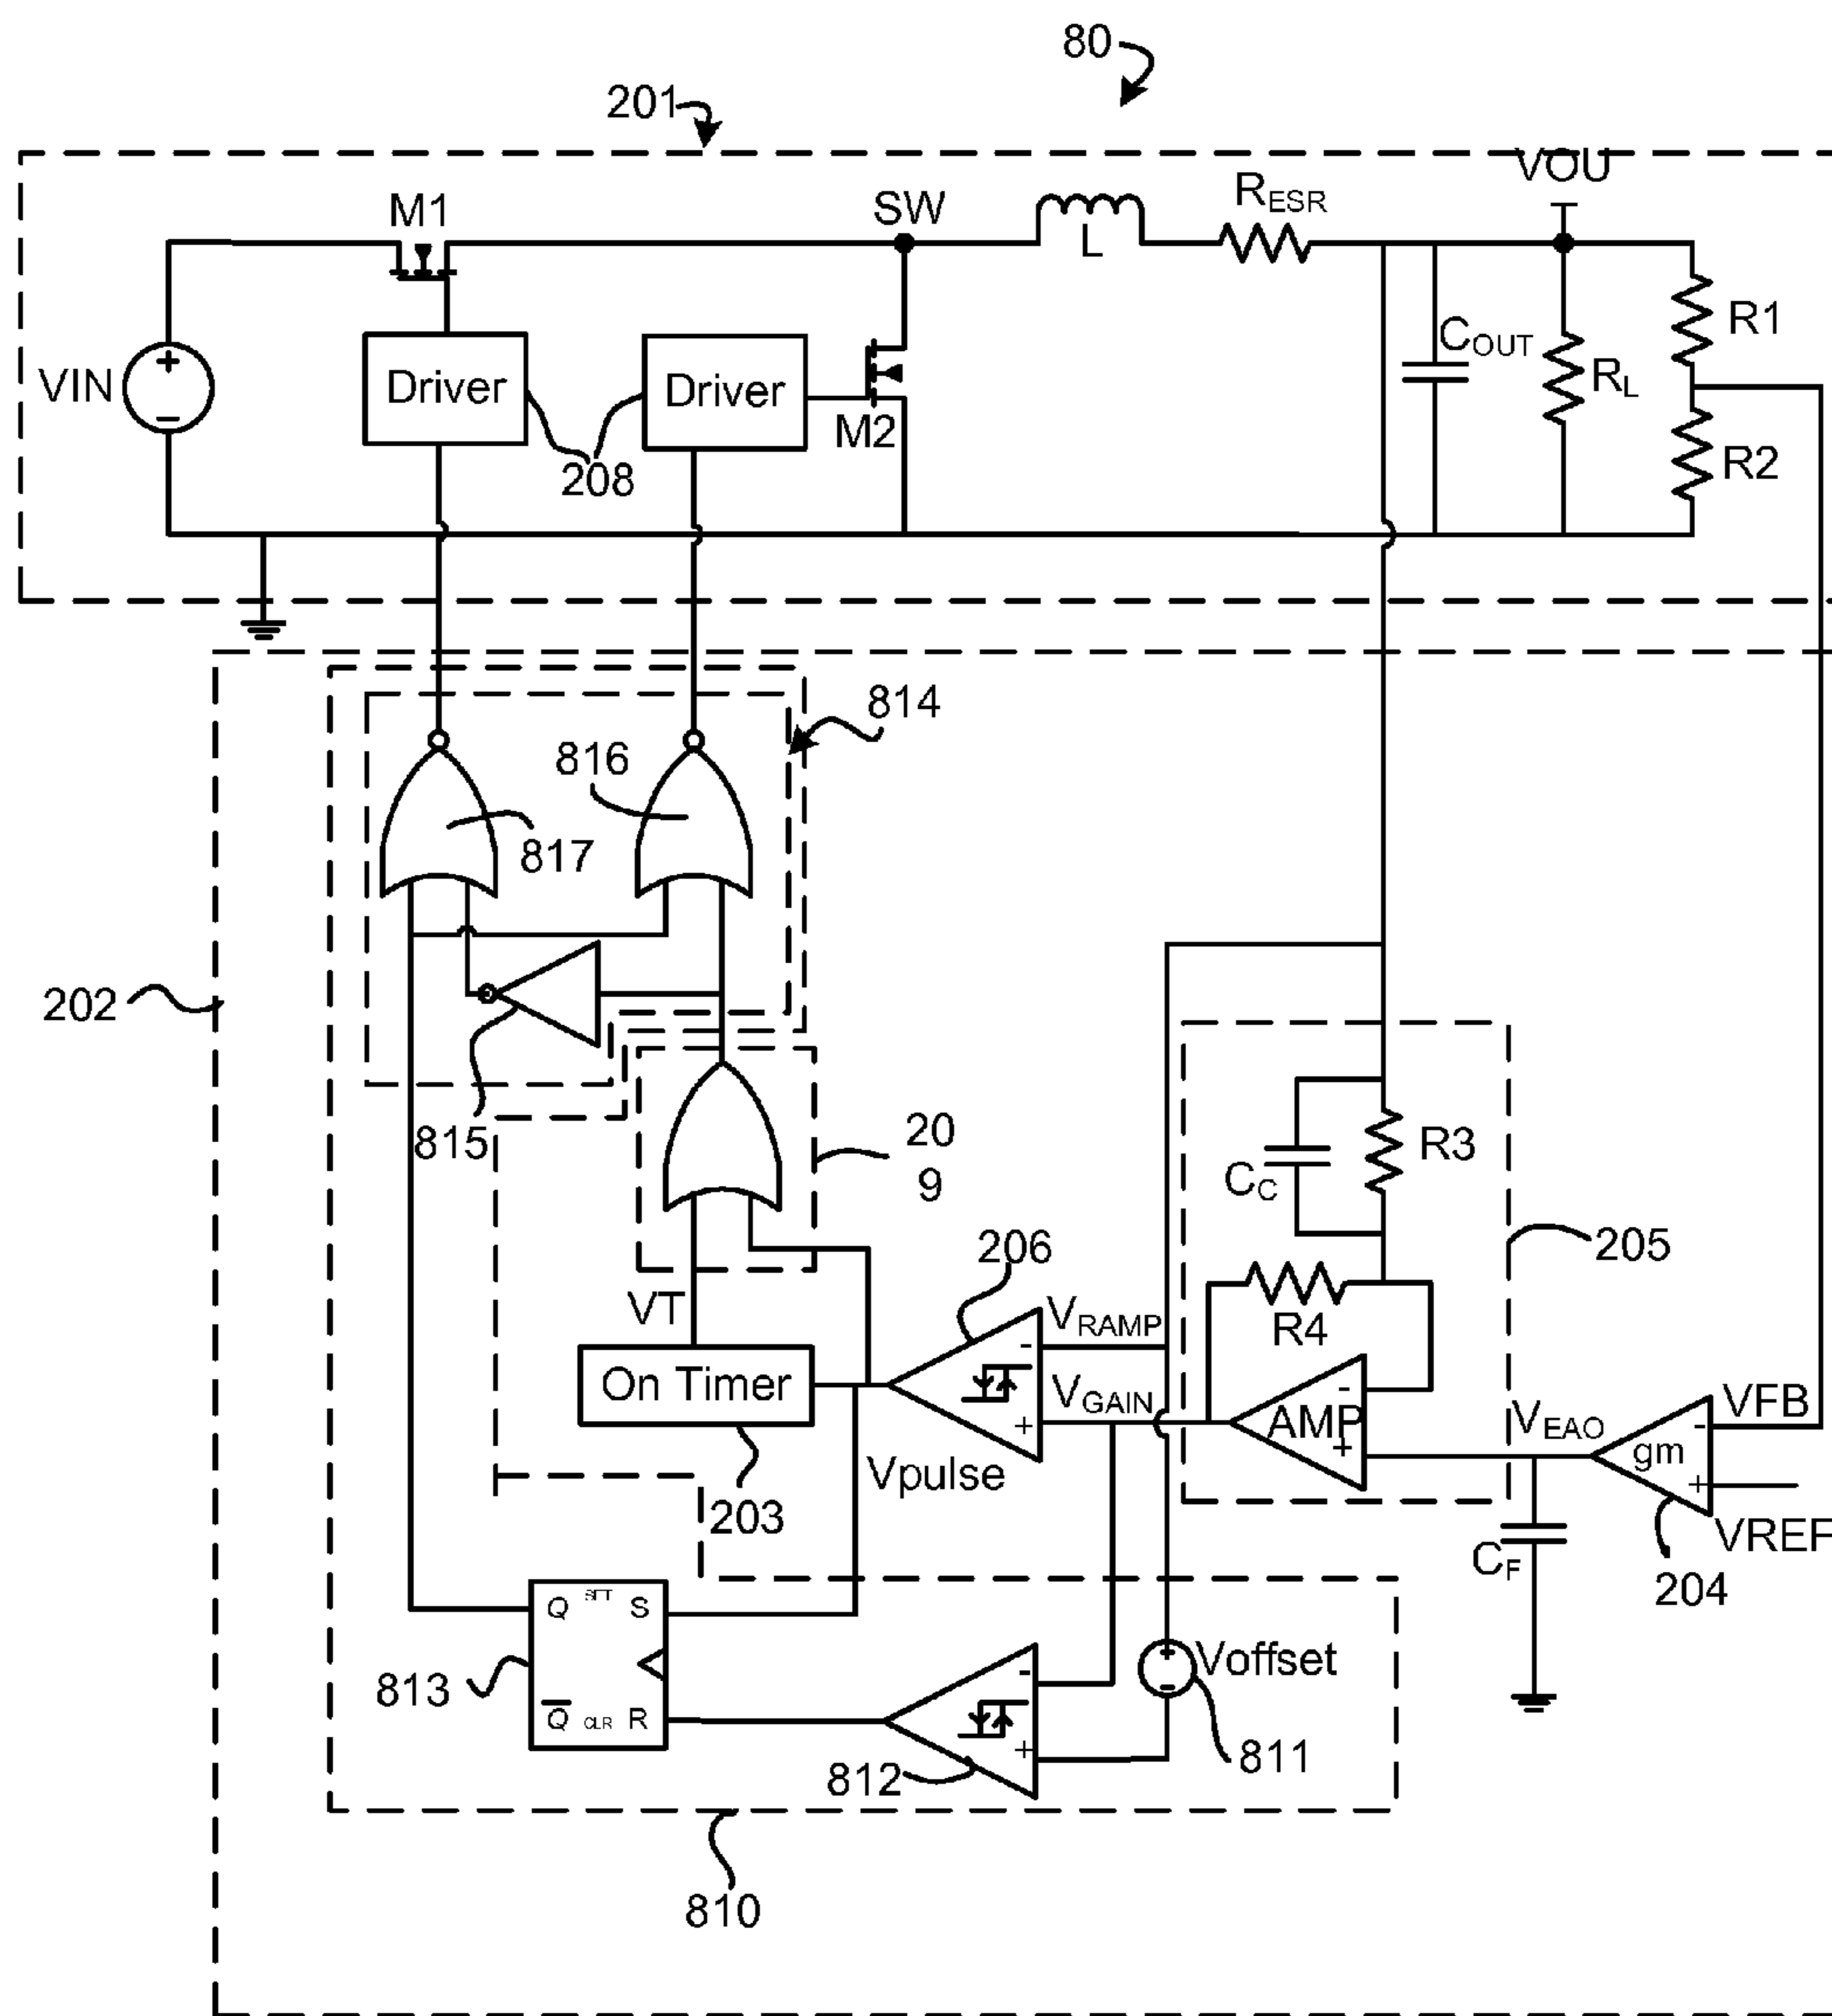 80
201
VOU
M1
SW
RESR
L
VIN
+
−
Driver
Driver
208
M2
COUT
RL
R1
R2
814
816
817
202
815
20
9
CC
R3
205
206
VT
VRAMP
R4
On Timer
-
VGAIN
+
Vpulse
203
-
AMP
+
VEAO
VFB
-
gm
+
VREF
204
CF
Q
S
Q
CLR
R
813
+
Voffset
-
-
+
812
811
810